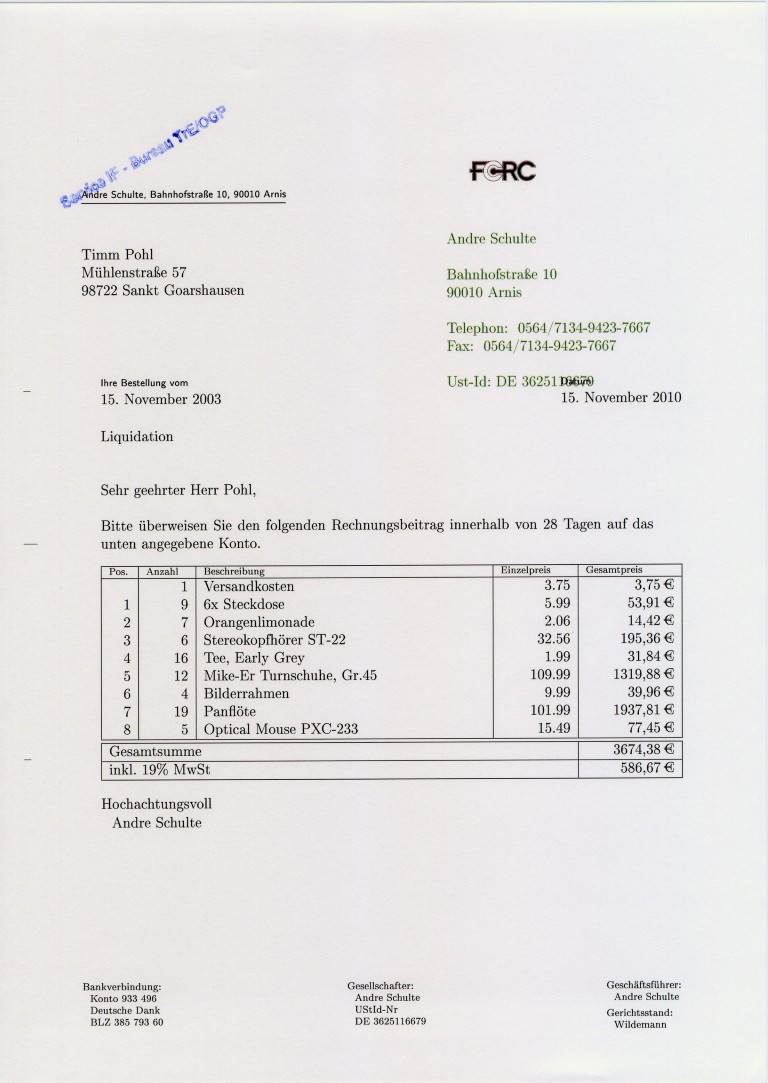 Service IF - Bureau TrE/OGP
FCRC
Andre Schulte, Bahnhofstraße 10, 90010 Arnis
Timm Pohl
Mühlenstraße 57
98722 Sankt Goarshausen
Andre Schulte
Bahnhofstraße 10
90010 Arnis
Telephon: 0564/7134-9423-7667
Fax: 0564/7134-9423-7667
Ust-Id: DE 3625116679
Ihre Bestellung vom
15. November 2003
Datum
15. November 2010
Liquidation
Sehr geehrter Herr Pohl,
Bitte überweisen Sie den folgenden Rechnungsbeitrag innerhalb von 28 Tagen auf das
unten angegebene Konto.
Pos. Anzahl Beschreibung Einzelpreis Gesamtpreis
1 Versandkosten 3.75 3,75 €
1 9 6x Steckdose 5.99 53,91 €
2 7 Orangenlimonade 2.06 14,42 €
3 6 Stereokopfhörer ST-22 32.56 195,36 €
4 16 Tee, Early Grey 1.99 31,84 €
5 12 Mike-Er Turnschuhe, Gr.45 109.99 1319,88 €
6 4 Bilderrahmen 9.99 39,96 €
7 19 Panflöte 101.99 1937,81 €
8 5 Optical Mouse PXC-233 15.49 77,45 €
Gesamtsumme 3674,38 €
inkl. 19% MwSt 586,67 €
Hochachtungsvoll
Andre Schulte
Bankverbindung:
Konto 933 496
Deutsche Dank
BLZ 385 793 60
Gesellschafter:
Andre Schulte
UStId-Nr
DE 3625116679
Geschäftsführer:
Andre Schulte
Gerichtsstand:
Wildemann